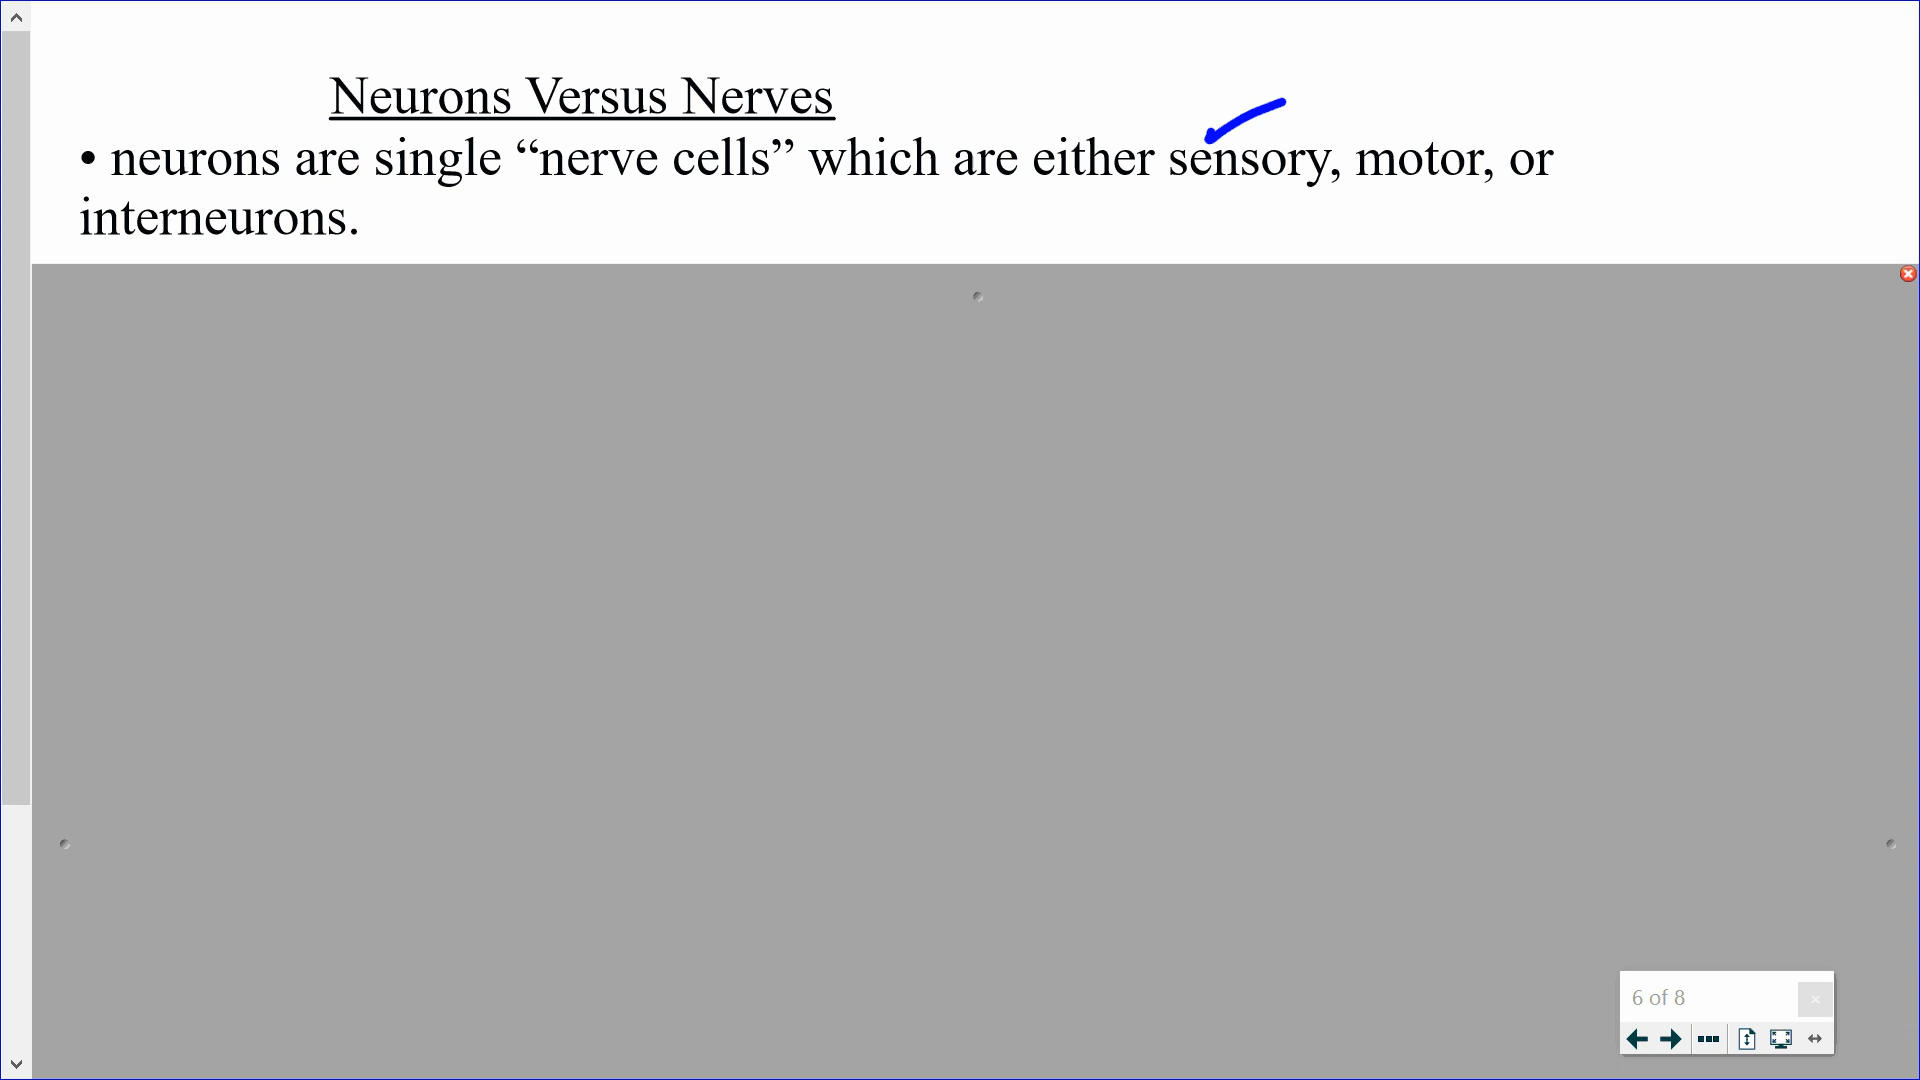 Neurons Versus Nerves
• neurons are single “nerve cells” which are either sensory, motor, or
interneurons.
6 of 8